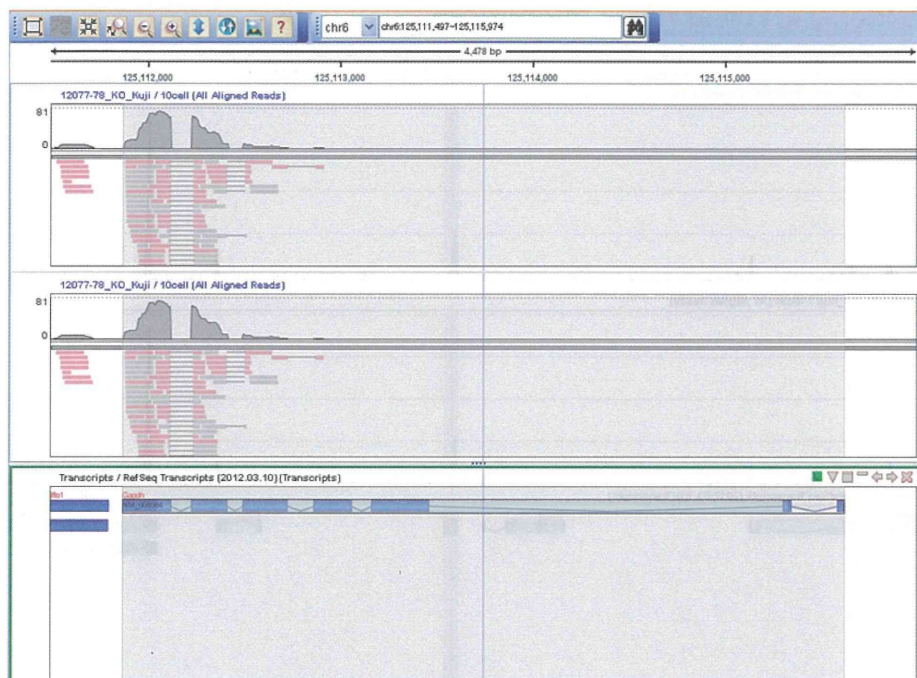 chr6 chr6:125,111,497-125,115,974
4,478 bp
125,112,000 125,113,000 125,114,000 125,115,000
12077-78_KO_Kuji / 10cell (All Aligned Reads)
81
0
12077-78_KO_Kuji / 10cell (All Aligned Reads)
81
0
Transcripts / RefSeq Transcripts (2012.03.10) (Transcripts)
Gapdh